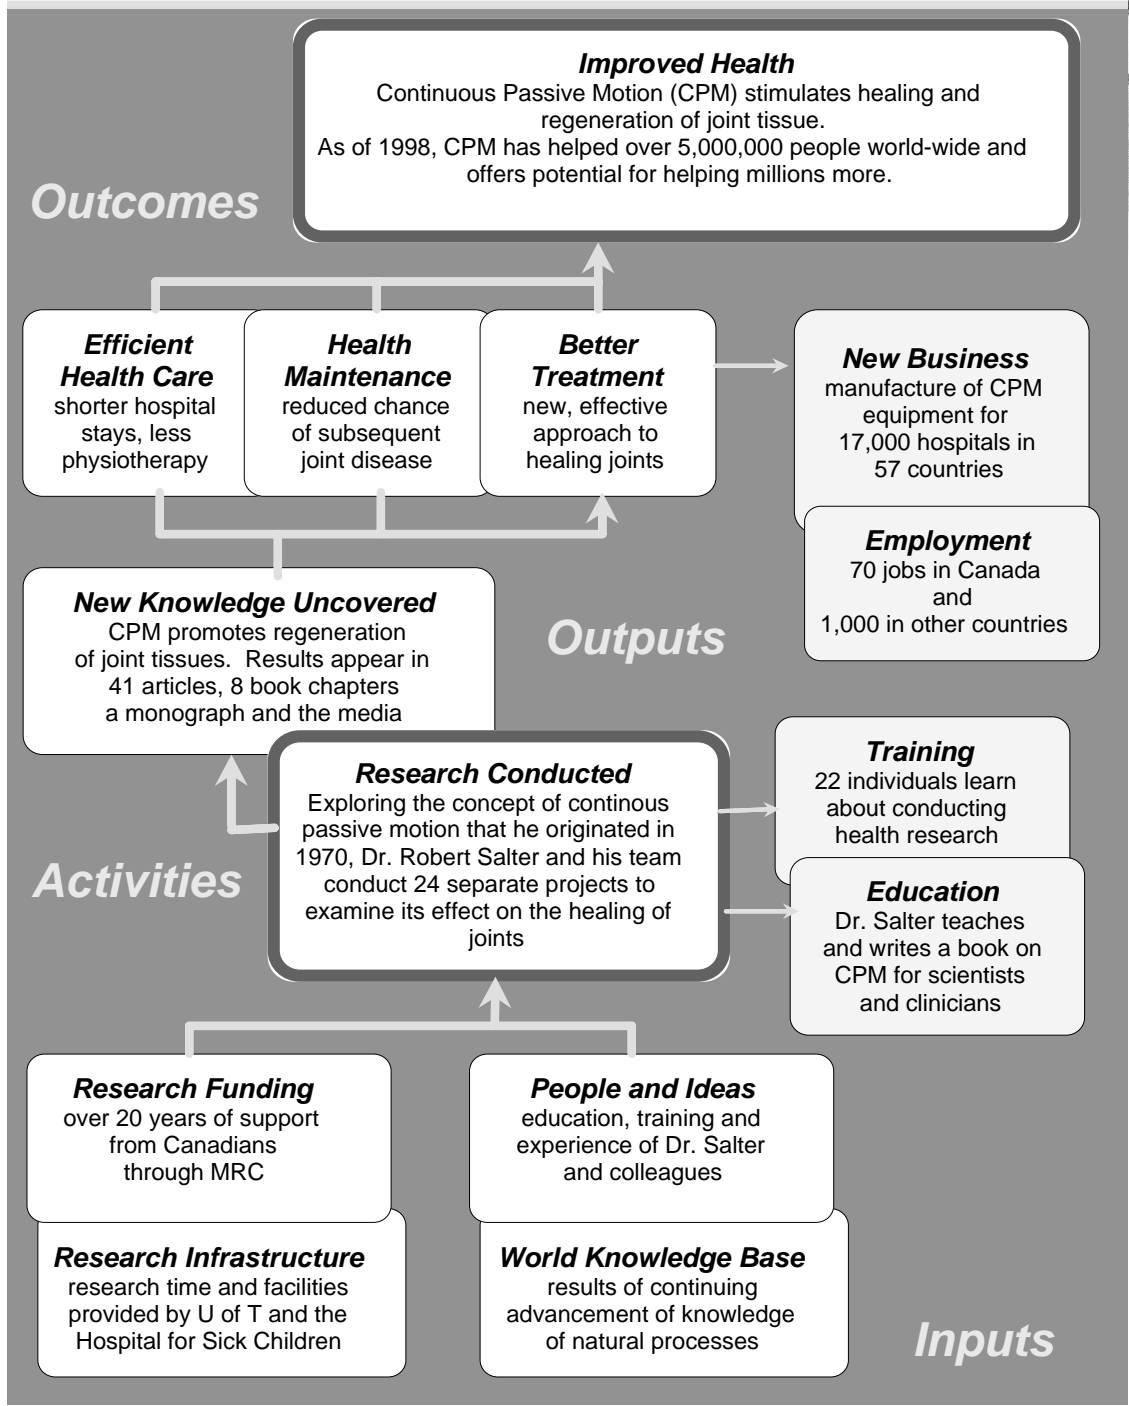 Improved Health
Continuous Passive Motion (CPM) stimulates healing and
regeneration of joint tissue.
As of 1998, CPM has helped over 5,000,000 people world-wide and
offers potential for helping millions more.
Outcomes
Efficient
Health Care
shorter hospital
stays, less
physiotherapy
Health
Maintenance
reduced chance
of subsequent
joint disease
Better
Treatment
new, effective
approach to
healing joints
New Business
manufacture of CPM
equipment for
17,000 hospitals in
57 countries
Employment
70 jobs in Canada
and
1,000 in other countries
New Knowledge Uncovered
CPM promotes regeneration
of joint tissues.  Results appear in
41 articles, 8 book chapters
a monograph and the media
Outputs
Research Conducted
Exploring the concept of continous
passive motion that he originated in
1970, Dr. Robert Salter and his team
conduct 24 separate projects to
examine its effect on the healing of
joints
Training
22 individuals learn
about conducting
health research
Activities
Education
Dr. Salter teaches
and writes a book on
CPM for scientists
and clinicians
Research Funding
over 20 years of support
from Canadians
through MRC
People and Ideas
education, training and
experience of Dr. Salter
and colleagues
Research Infrastructure
research time and facilities
provided by U of T and the
Hospital for Sick Children
World Knowledge Base
results of continuing
advancement of knowledge
of natural processes
Inputs